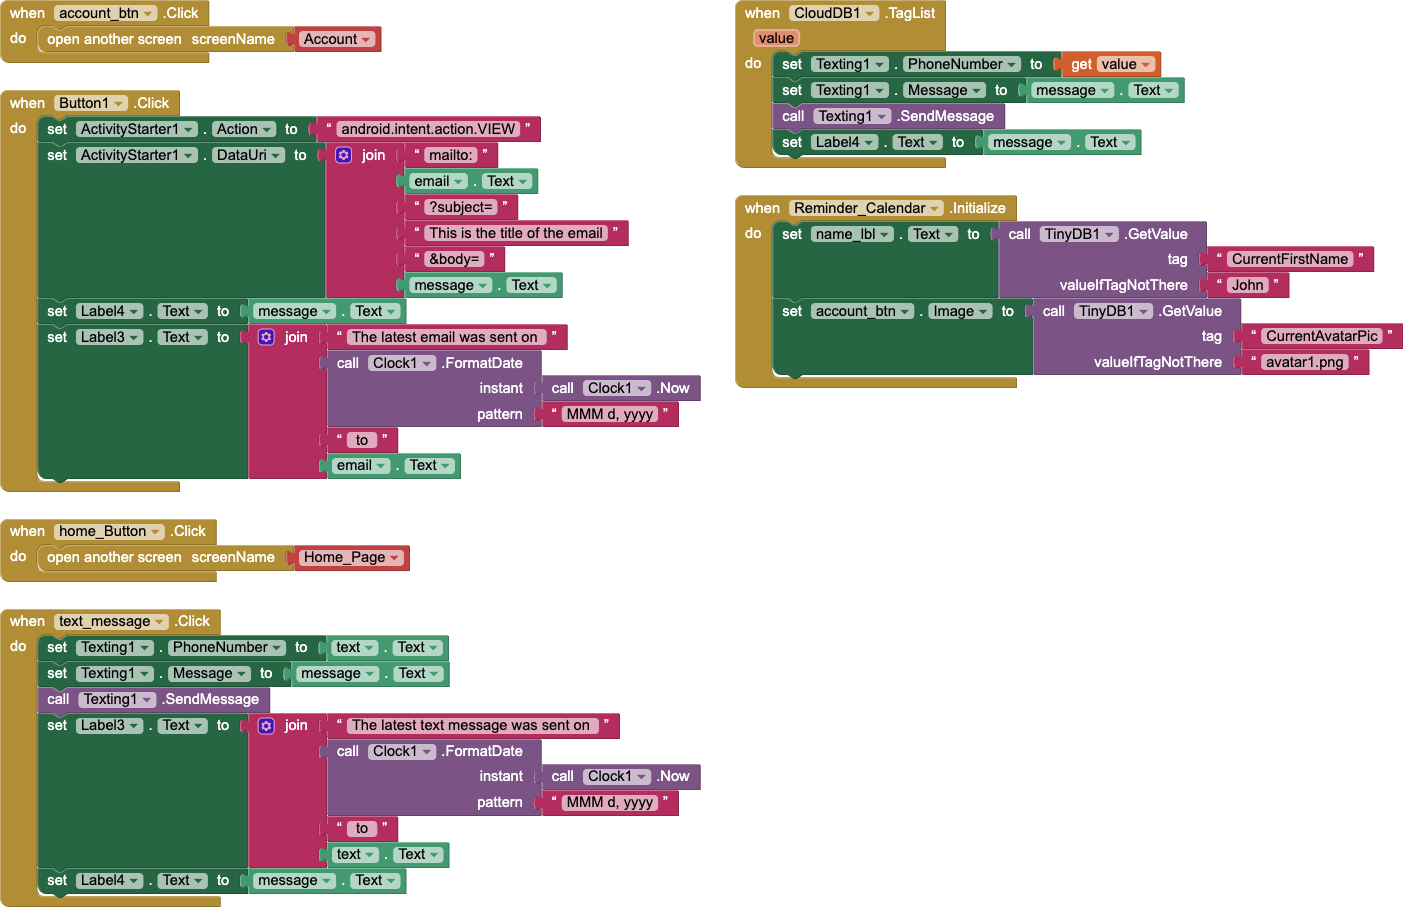 when account_btn .Click
do open another screen screenName Account
when Button1 .Click
do set ActivityStarter1 . Action to “ android.intent.action.VIEW ”
set ActivityStarter1 . DataUri to join “ mailto: ”
email . Text
“ ?subject= ”
“ This is the title of the email ”
“ &body= ”
message . Text
set Label4 . Text to message . Text
set Label3 . Text to join “ The latest email was sent on ”
call Clock1 .FormatDate
instant call Clock1 .Now
pattern “ MMM d, yyyy ”
“ to ”
email . Text
when home_Button .Click
do open another screen screenName Home_Page
when text_message .Click
do set Texting1 . PhoneNumber to text . Text
set Texting1 . Message to message . Text
call Texting1 .SendMessage
set Label3 . Text to join “ The latest text message was sent on ”
call Clock1 .FormatDate
instant call Clock1 .Now
pattern “ MMM d, yyyy ”
“ to ”
text . Text
set Label4 . Text to message . Text
when CloudDB1 .TagList
value
do set Texting1 . PhoneNumber to get value
set Texting1 . Message to message . Text
call Texting1 .SendMessage
set Label4 . Text to message . Text
when Reminder_Calendar .Initialize
do set name_lbl . Text to call TinyDB1 .GetValue
tag “ CurrentFirstName ”
valueIfTagNotThere “ John ”
set account_btn . Image to call TinyDB1 .GetValue
tag “ CurrentAvatarPic ”
valueIfTagNotThere “ avatar1.png ”